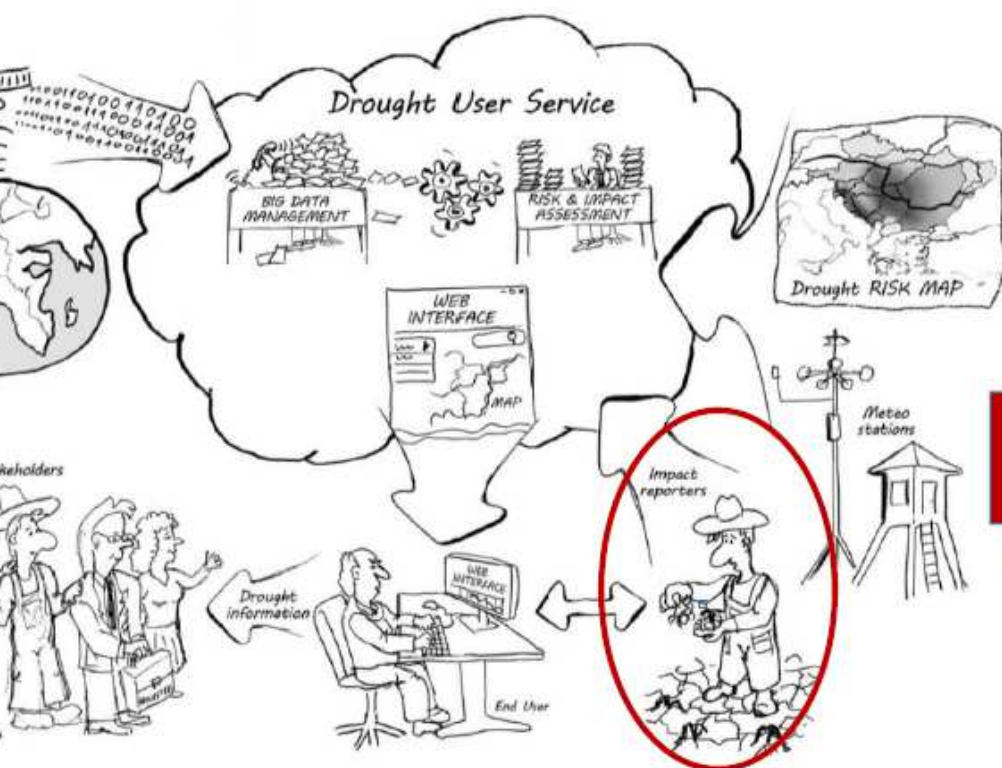 Drought User Service
BIG DATA
MANAGEMENT
RISK & IMPACT
ASSESSMENT
WEB
INTERFACE
MAP
Drought RISK MAP
Meteo
stations
Impact
reporters
keholders
Drought
information
WEB
INTERFACE
End User